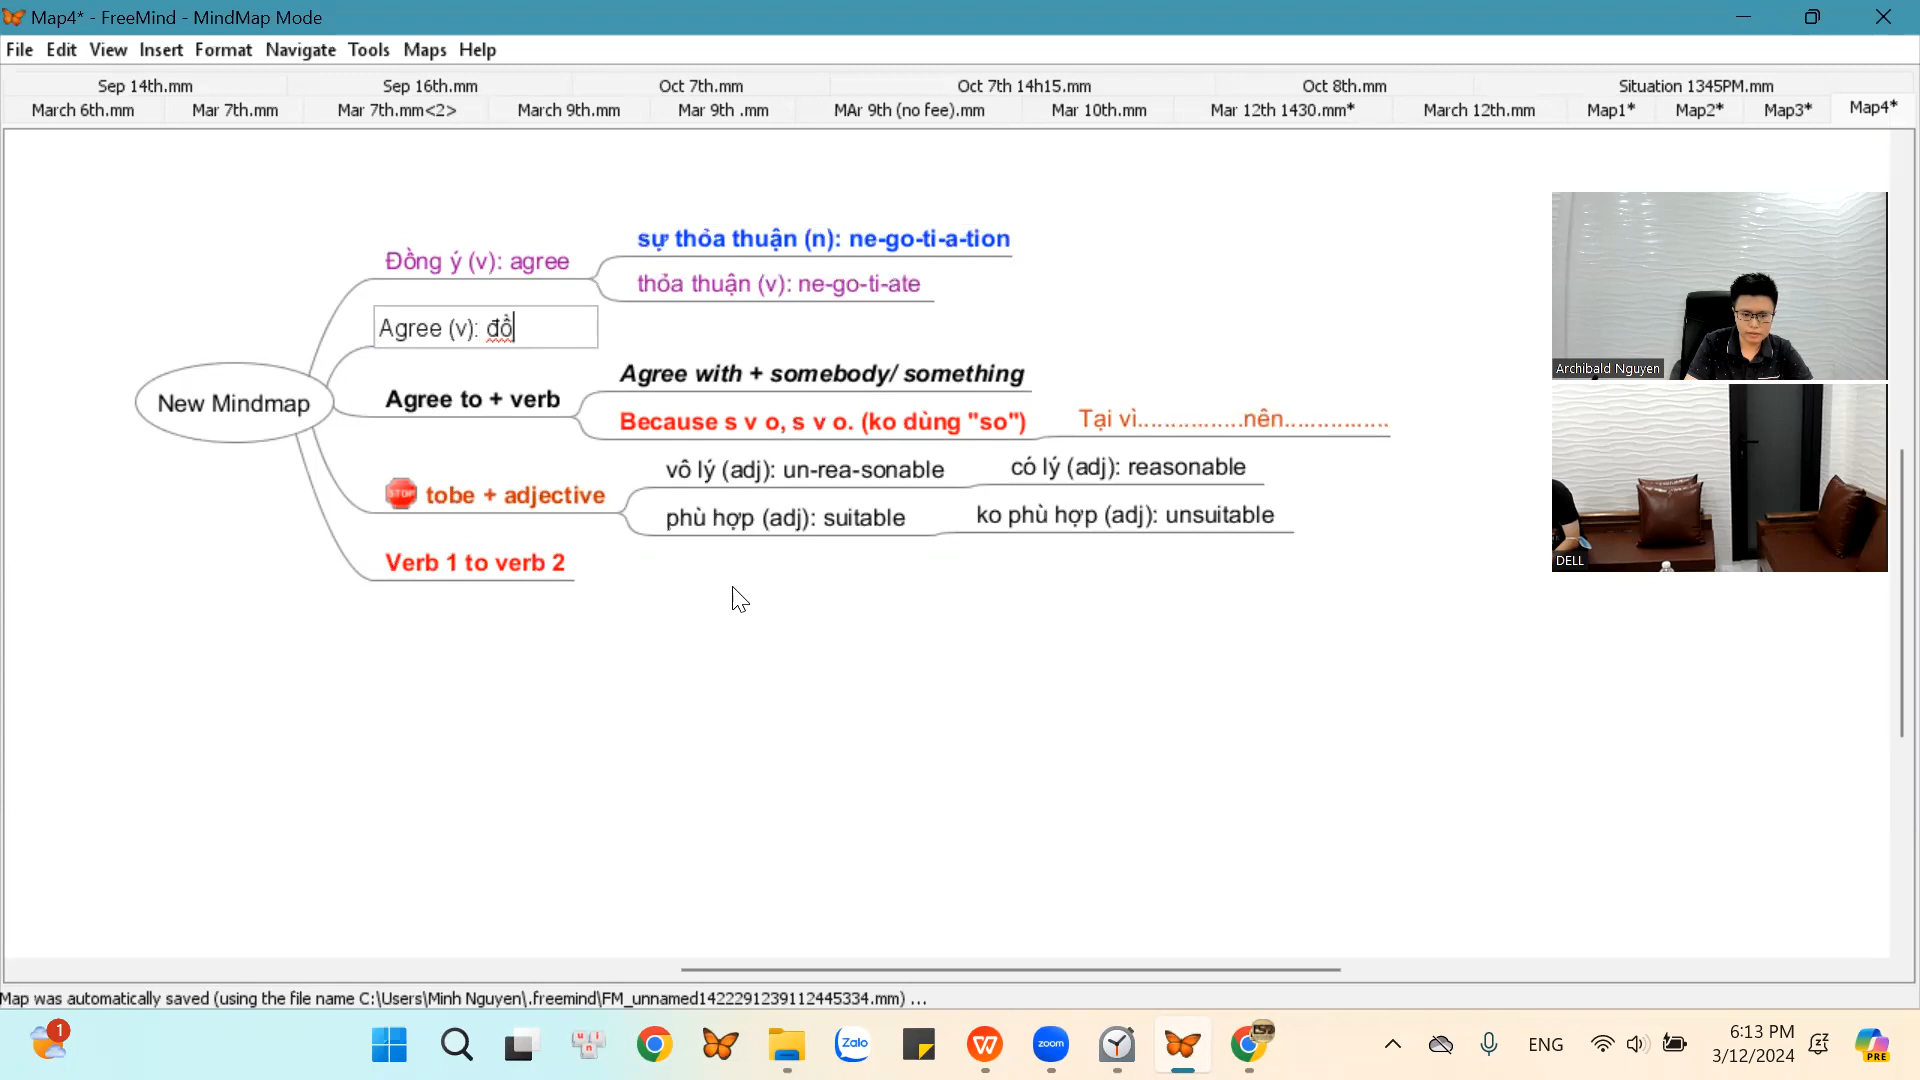 Map4* - FreeMind - MindMap Mode
File Edit View Insert Format Navigate Tools Maps Help
Sep 14th.mm Sep 16th.mm Oct 7th.mm Oct 7th 14h15.mm Oct 8th.mm Situation 1345PM.mm
March 6th.mm Mar 7th.mm Mar 7th.mm<2> March 9th.mm Mar 9th .mm MAr 9th (no fee).mm Mar 10th.mm Mar 12th 1430.mm* March 12th.mm Map1* Map2* Map3* Map4*
sự thỏa thuận (n): ne-go-ti-a-tion
Đồng ý (v): agree
thỏa thuận (v): ne-go-ti-ate
Agree (v): đồ
New Mindmap
Agree with + somebody/ something
Agree to + verb
Because s v o, s v o. (ko dùng "so")
Tại vì................nên................
vô lý (adj): un-rea-sonable
có lý (adj): reasonable
STOP
tobe + adjective
phù hợp (adj): suitable
ko phù hợp (adj): unsuitable
Verb 1 to verb 2
Archibald Nguyen
DELL
Map was automatically saved (using the file name C:\Users\Minh Nguyen\.freemind\FM_unnamed1422291239112445334.mm) ...
1
Zalo
zoom
ENG
6:13 PM
3/12/2024
PRE